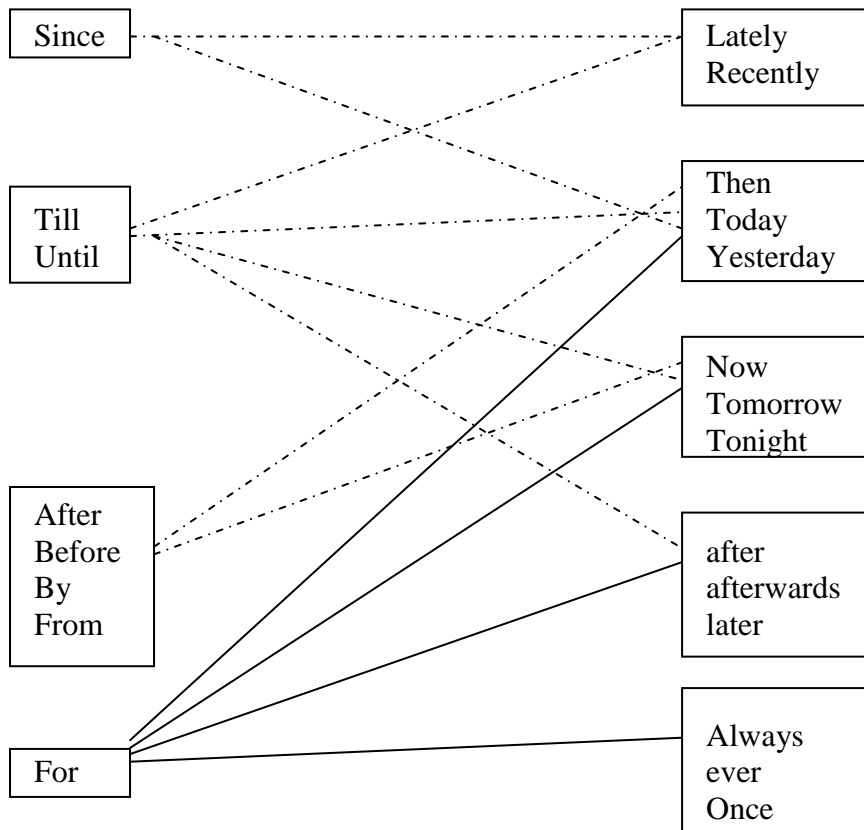 Since
Till
Until
After
Before
By
From
For
Lately
Recently
Then
Today
Yesterday
Now
Tomorrow
Tonight
after
afterwards
later
Always
ever
Once